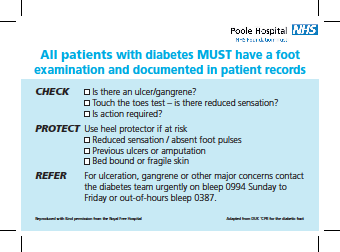 Poole Hospital NHS
NHS Foundation Trust
All patients with diabetes MUST have a foot
examination and documented in patient records
CHECK Is there an ulcer/gangrene?
Touch the toes test – is there reduced sensation?
Is action required?
PROTECT Use heel protector if at risk
Reduced sensation / absent foot pulses
Previous ulcers or amputation
Bed bound or fragile skin
REFER For ulceration, gangrene or other major concerns contact
the diabetes team urgently on bleep 0994 Sunday to
Friday or out-of-hours bleep 0387.
Reproduced with kind permission from the Royal Free Hospital Adapted from DUK 'CPR for the diabetic foot